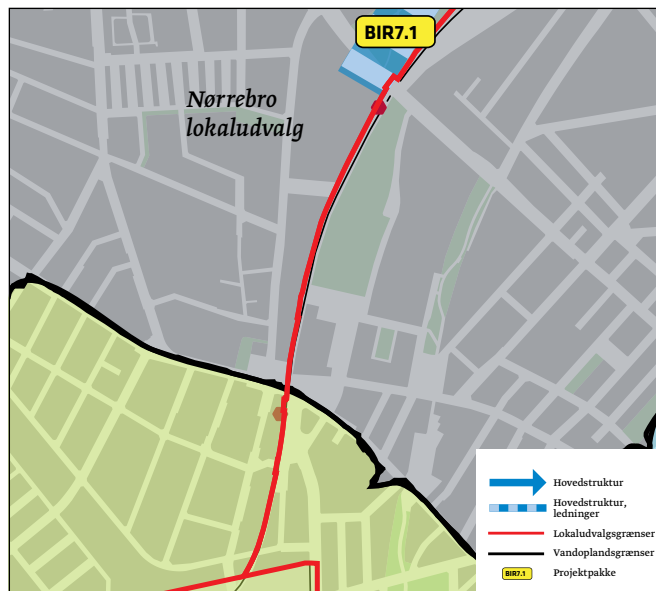 BIR7.1
Nørrebro
lokaludvalg
Hovedstruktur
Hovedstruktur,
ledninger
Lokaludvalgsgrænser
Vandoplandsgrænser
BIR7.1 Projektpakke